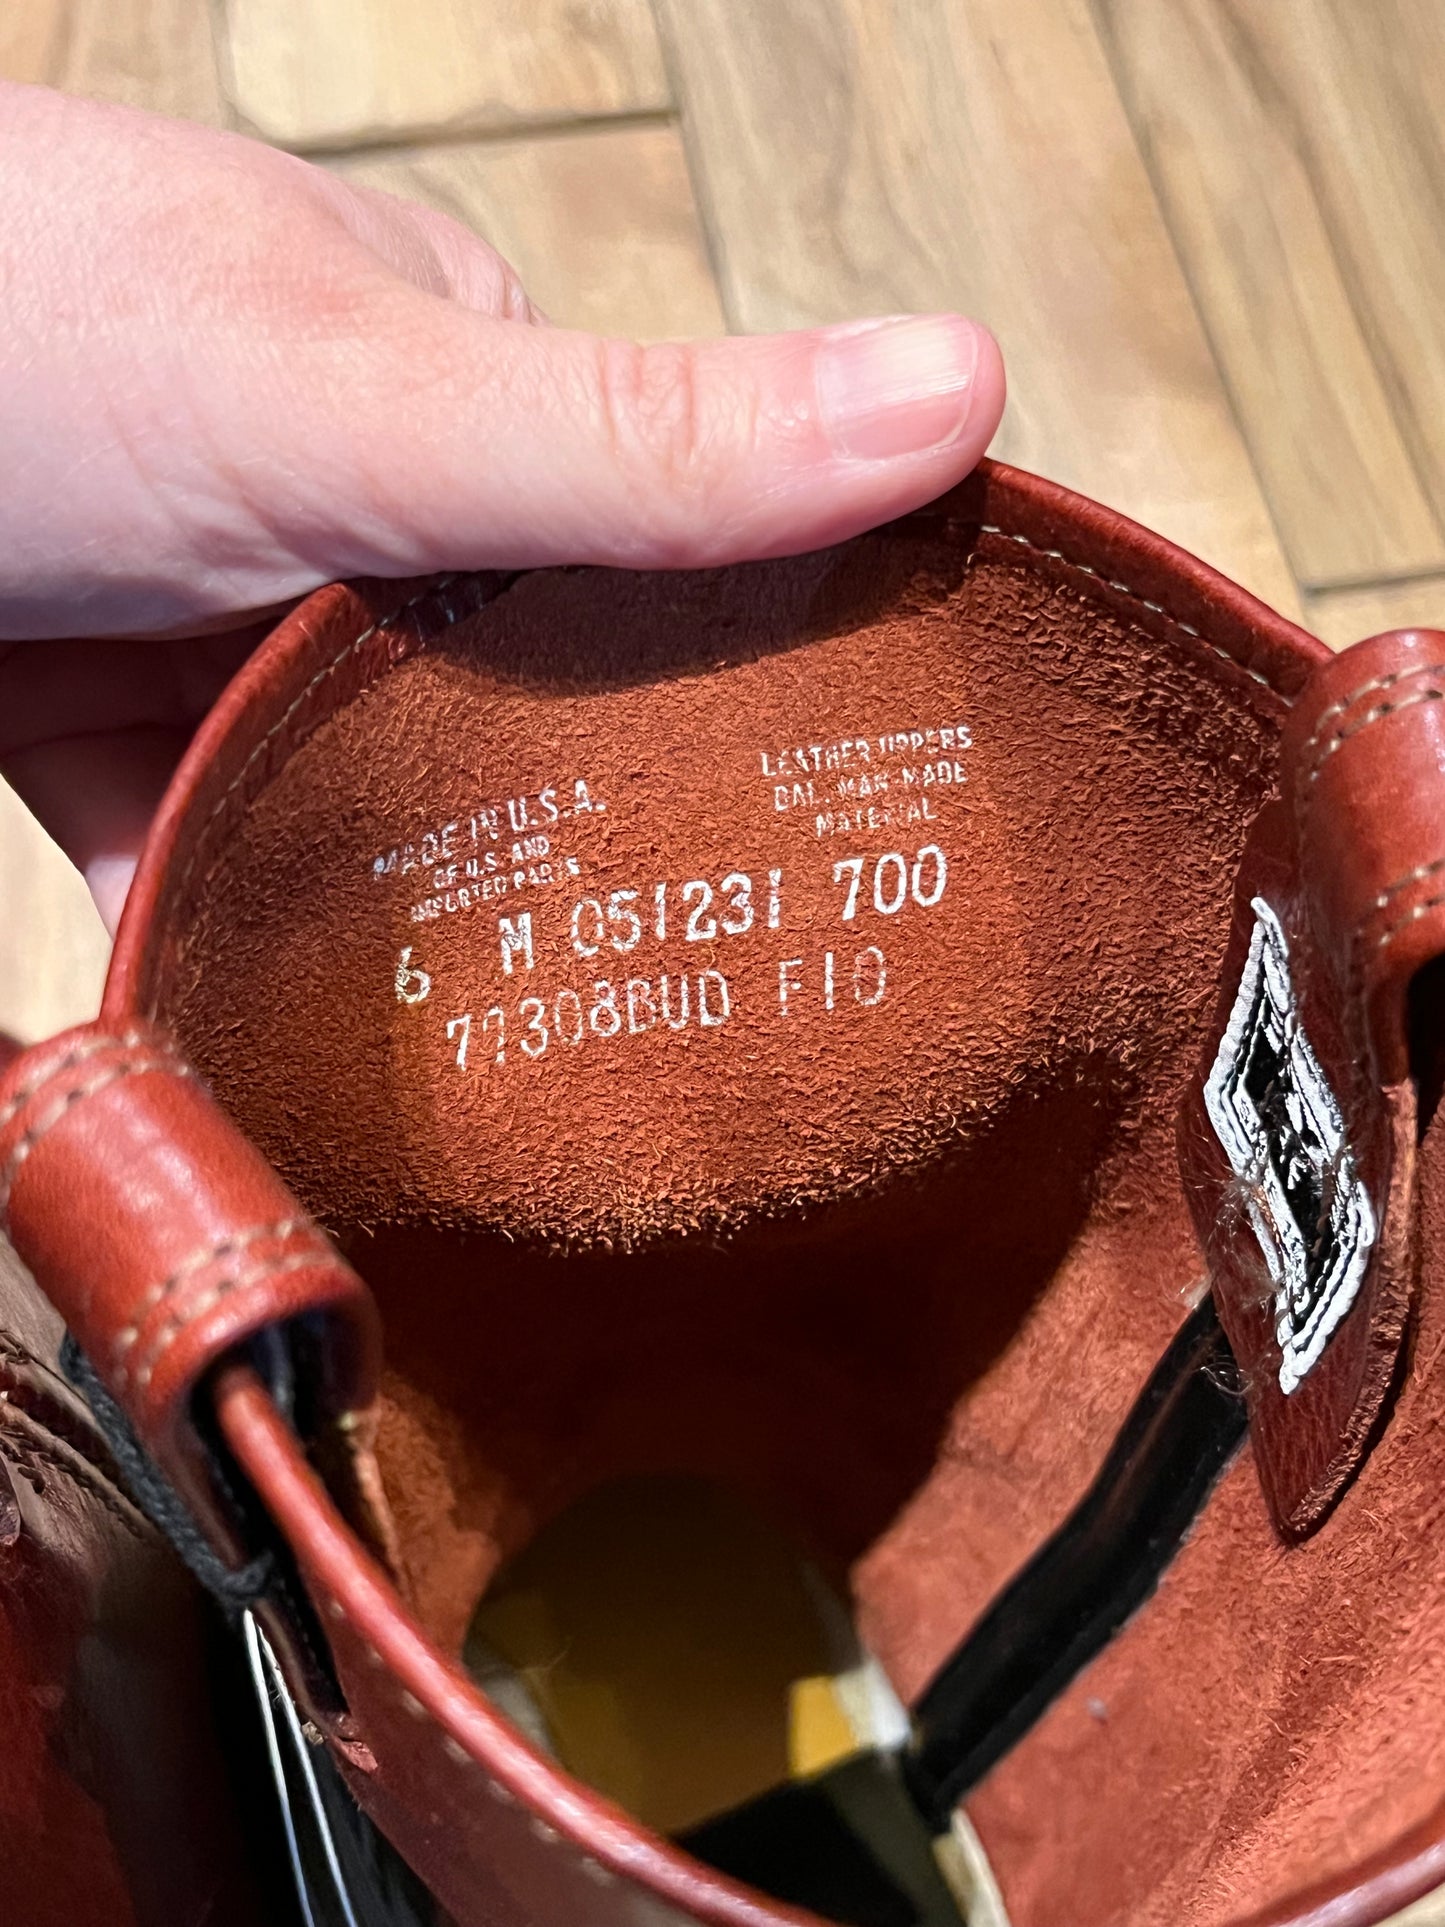 MADE IN U.S.A.
OF U.S. AND
IMPORTED PARTS
LEATHER UPPERS
BAL. MAN-MADE
MATERIAL
6 M 051231 700
77308BUD F10